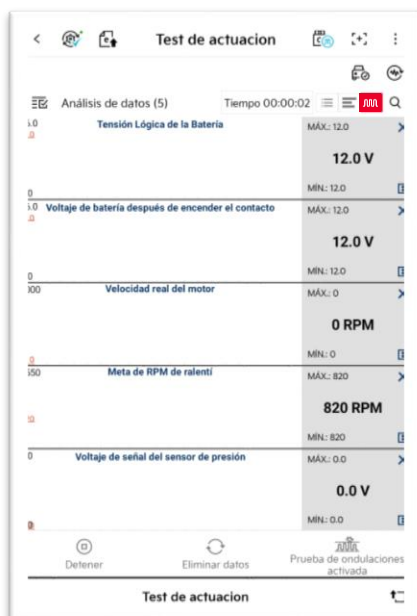 Test de actuacion
Análisis de datos (5)
Tiempo 00:00:02
Tensión Lógica de la Batería
MÁX.: 12.0
12.0 V
MÍN.: 12.0
0
Voltaje de batería después de encender el contacto
MÁX.: 12.0
12.0 V
MÍN.: 12.0
0
Velocidad real del motor
MÁX.: 0
0 RPM
MÍN.: 0
Meta de RPM de ralentí
MÁX.: 820
820 RPM
MÍN.: 820
0
Voltaje de señal del sensor de presión
MÁX.: 0.0
0.0 V
MÍN.: 0.0
Detener
Eliminar datos
Prueba de ondulaciones
activada
Test de actuacion